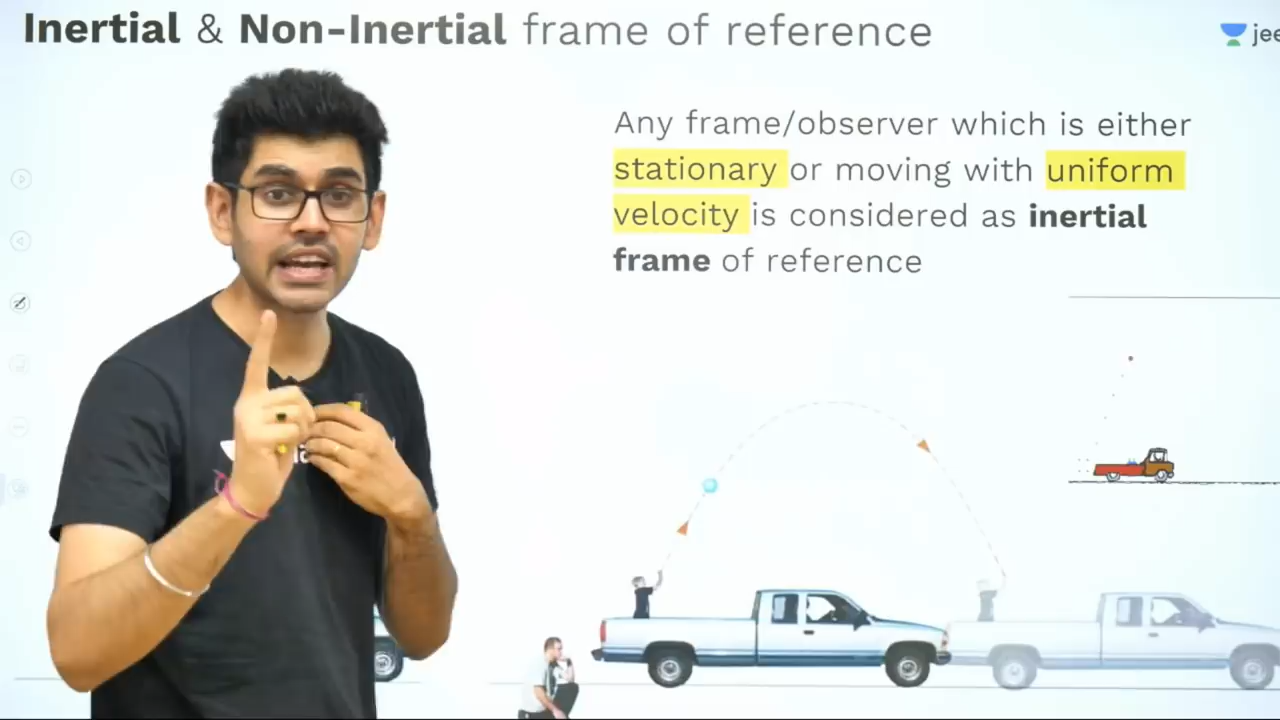 Inertial & Non-Inertial frame of reference
jee
Any frame/observer which is either
stationary or moving with uniform
velocity is considered as inertial
frame of reference